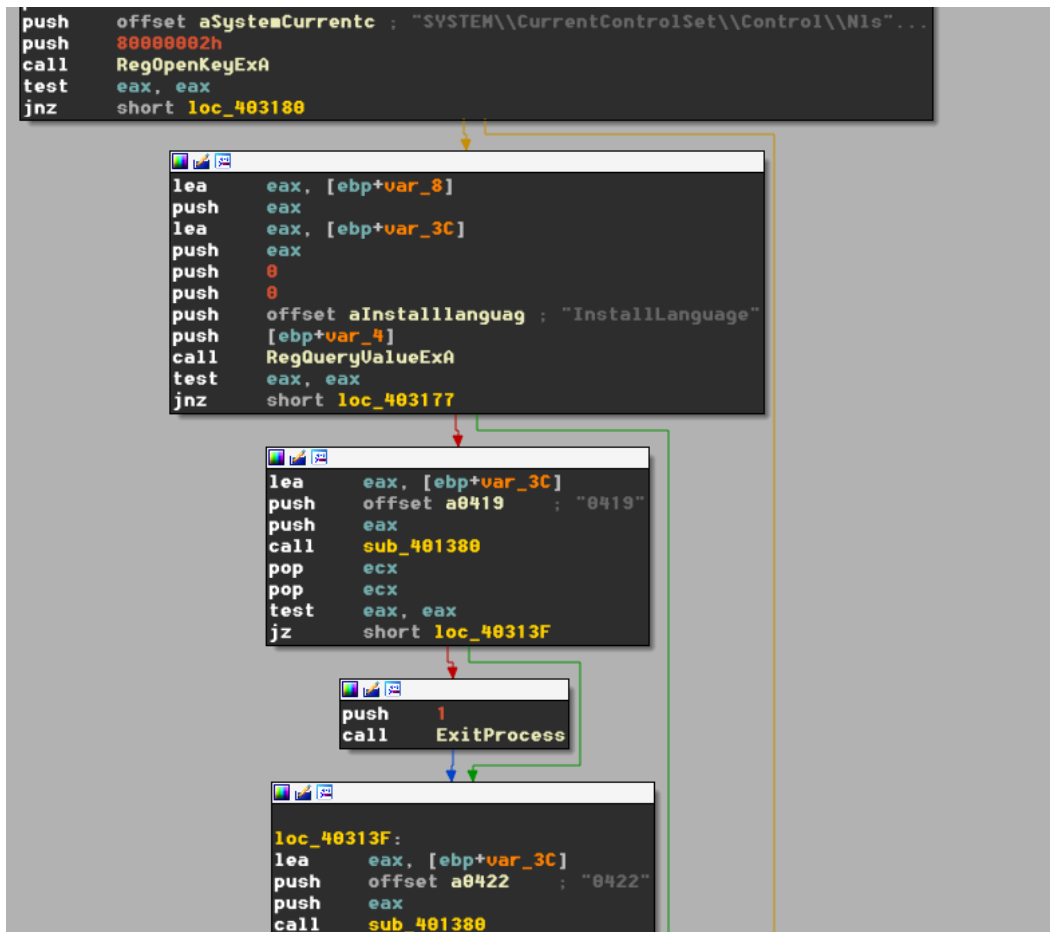 push offset aSystemCurrentc ; "SYSTEM\\CurrentControlSet\\Control\\Nls"...
push 80000002h
call RegOpenKeyExA
test eax, eax
jnz short loc_403180
lea eax, [ebp+var_8]
push eax
lea eax, [ebp+var_3C]
push eax
push 0
push 0
push offset aInstalllanguag ; "InstallLanguage"
push [ebp+var_4]
call RegQueryValueExA
test eax, eax
jnz short loc_403177
lea eax, [ebp+var_3C]
push offset a0419 ; "0419"
push eax
call sub_401380
pop ecx
pop ecx
test eax, eax
jz short loc_40313F
push 1
call ExitProcess
loc_40313F:
lea eax, [ebp+var_3C]
push offset a0422 ; "0422"
push eax
call sub_401380